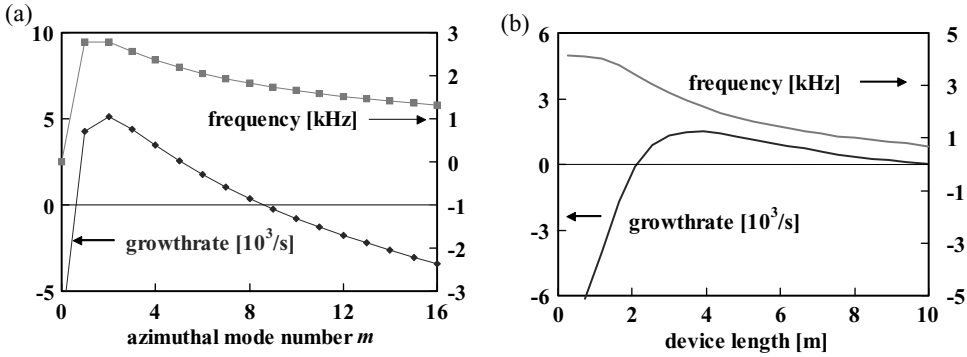 (a)
10
5
0
-5
3
2
1
0
-1
-2
-3
frequency [kHz]
growthrate [10³/s]
0 4 8 12 16
azimuthal mode number m
(b)
6
3
0
-3
-6
5
3
1
-1
-3
-5
frequency [kHz]
growthrate [10³/s]
0 2 4 6 8 10
device length [m]